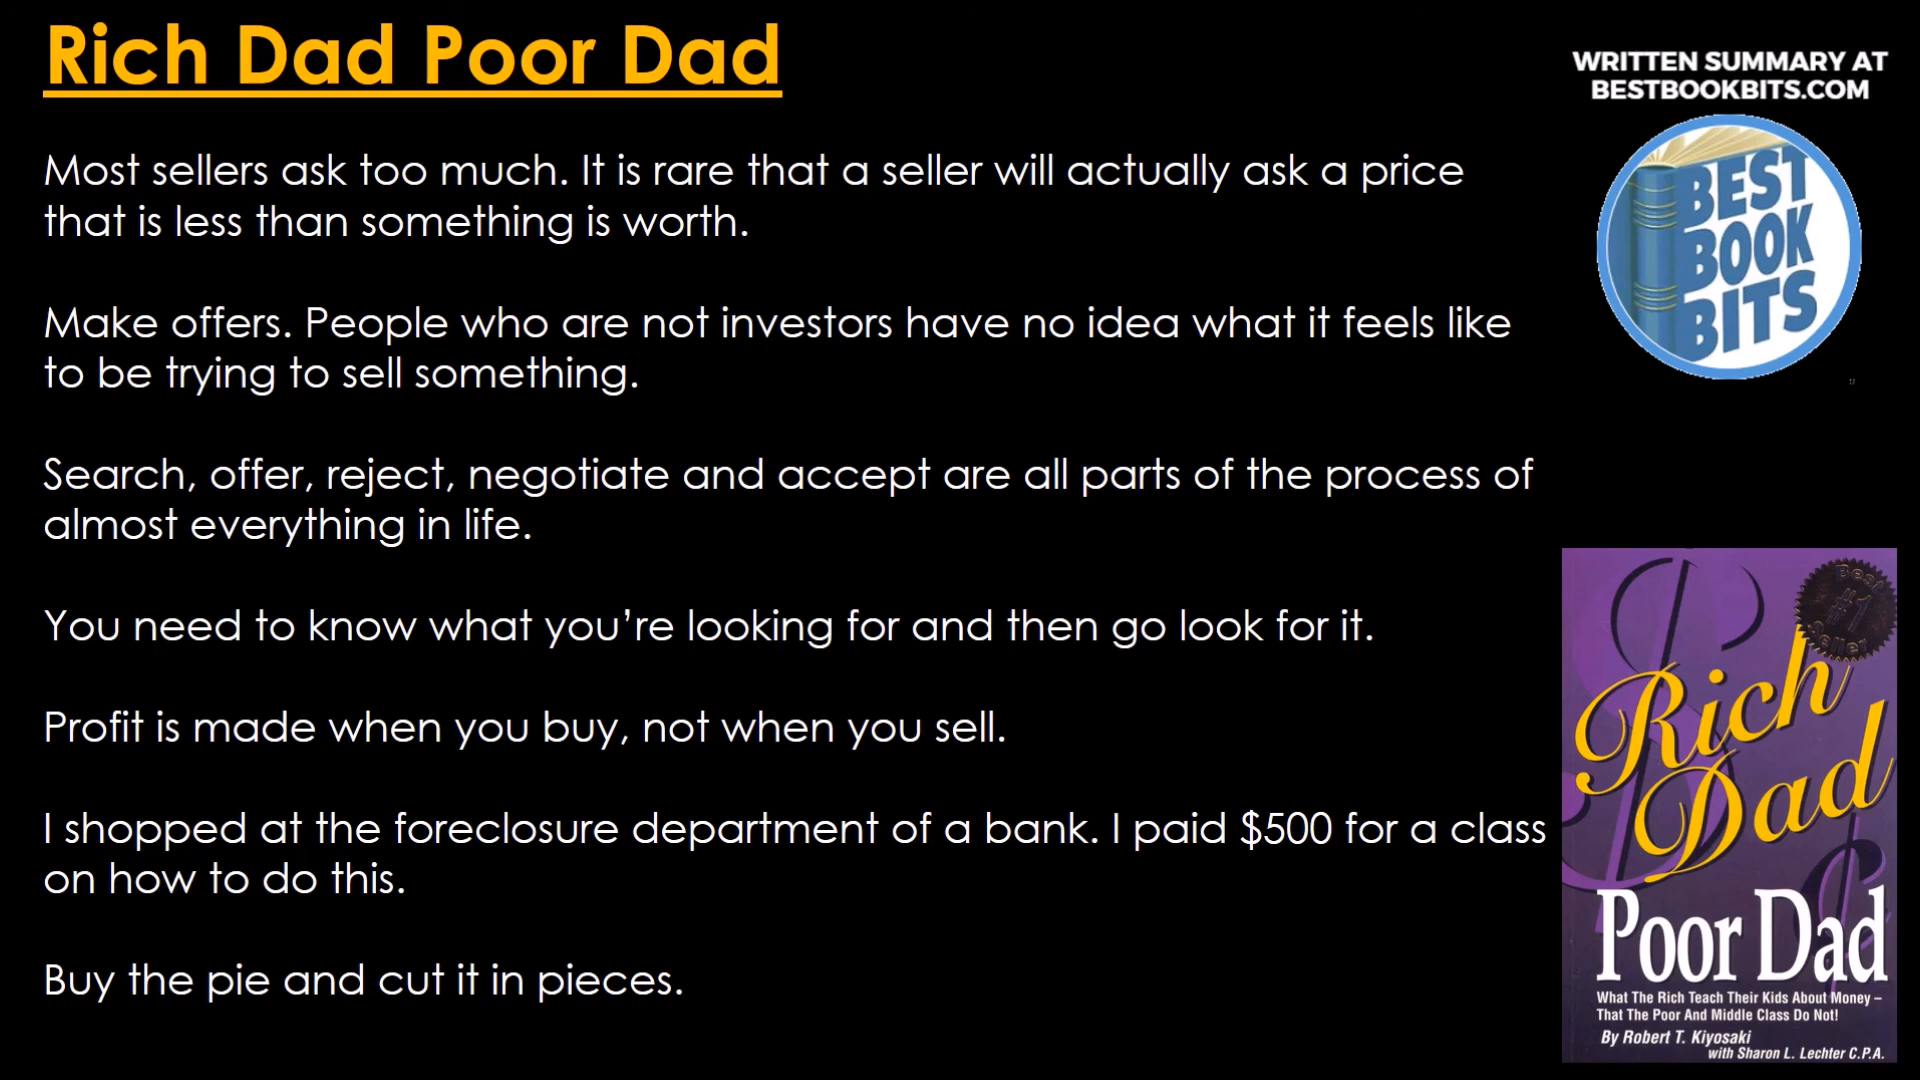 Rich Dad Poor Dad
WRITTEN SUMMARY AT
BESTBOOKBITS.COM
BEST
BOOK
BITS
Most sellers ask too much. It is rare that a seller will actually ask a price
that is less than something is worth.
Make offers. People who are not investors have no idea what it feels like
to be trying to sell something.
Search, offer, reject, negotiate and accept are all parts of the process of
almost everything in life.
You need to know what you’re looking for and then go look for it.
Profit is made when you buy, not when you sell.
I shopped at the foreclosure department of a bank. I paid $500 for a class
on how to do this.
Buy the pie and cut it in pieces.
Best
#1
Seller
Rich
Dad
Poor Dad
What The Rich Teach Their Kids About Money –
That The Poor And Middle Class Do Not!
By Robert T. Kiyosaki
with Sharon L. Lechter C.P.A.